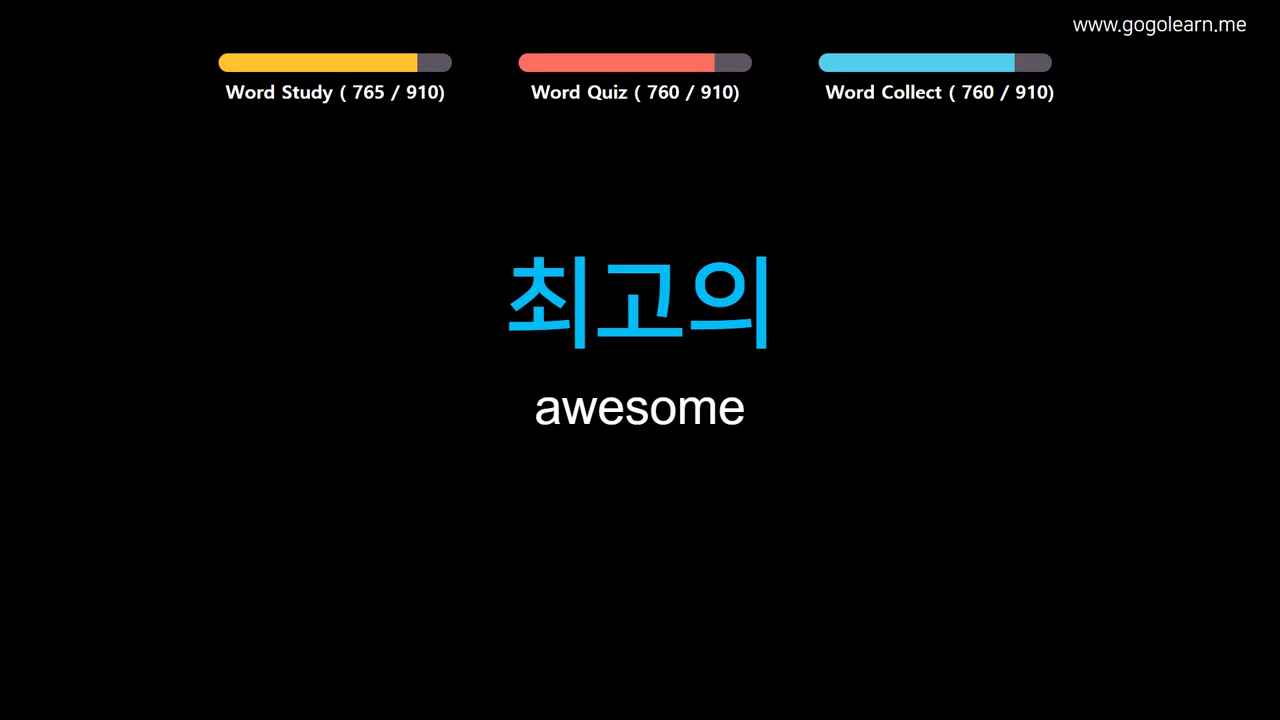 www.gogolearn.me
Word Study ( 765 / 910)
Word Quiz ( 760 / 910)
Word Collect ( 760 / 910)
최고의
awesome